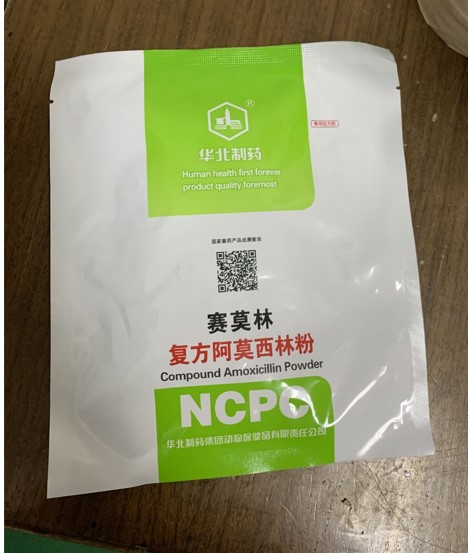 ®
华北制药
Human health first forever
product quality foremost
国家兽药产品追溯查询
赛莫林
复方阿莫西林粉
Compound Amoxicillin Powder
NCPC
华北制药集团动物保健品有限责任公司